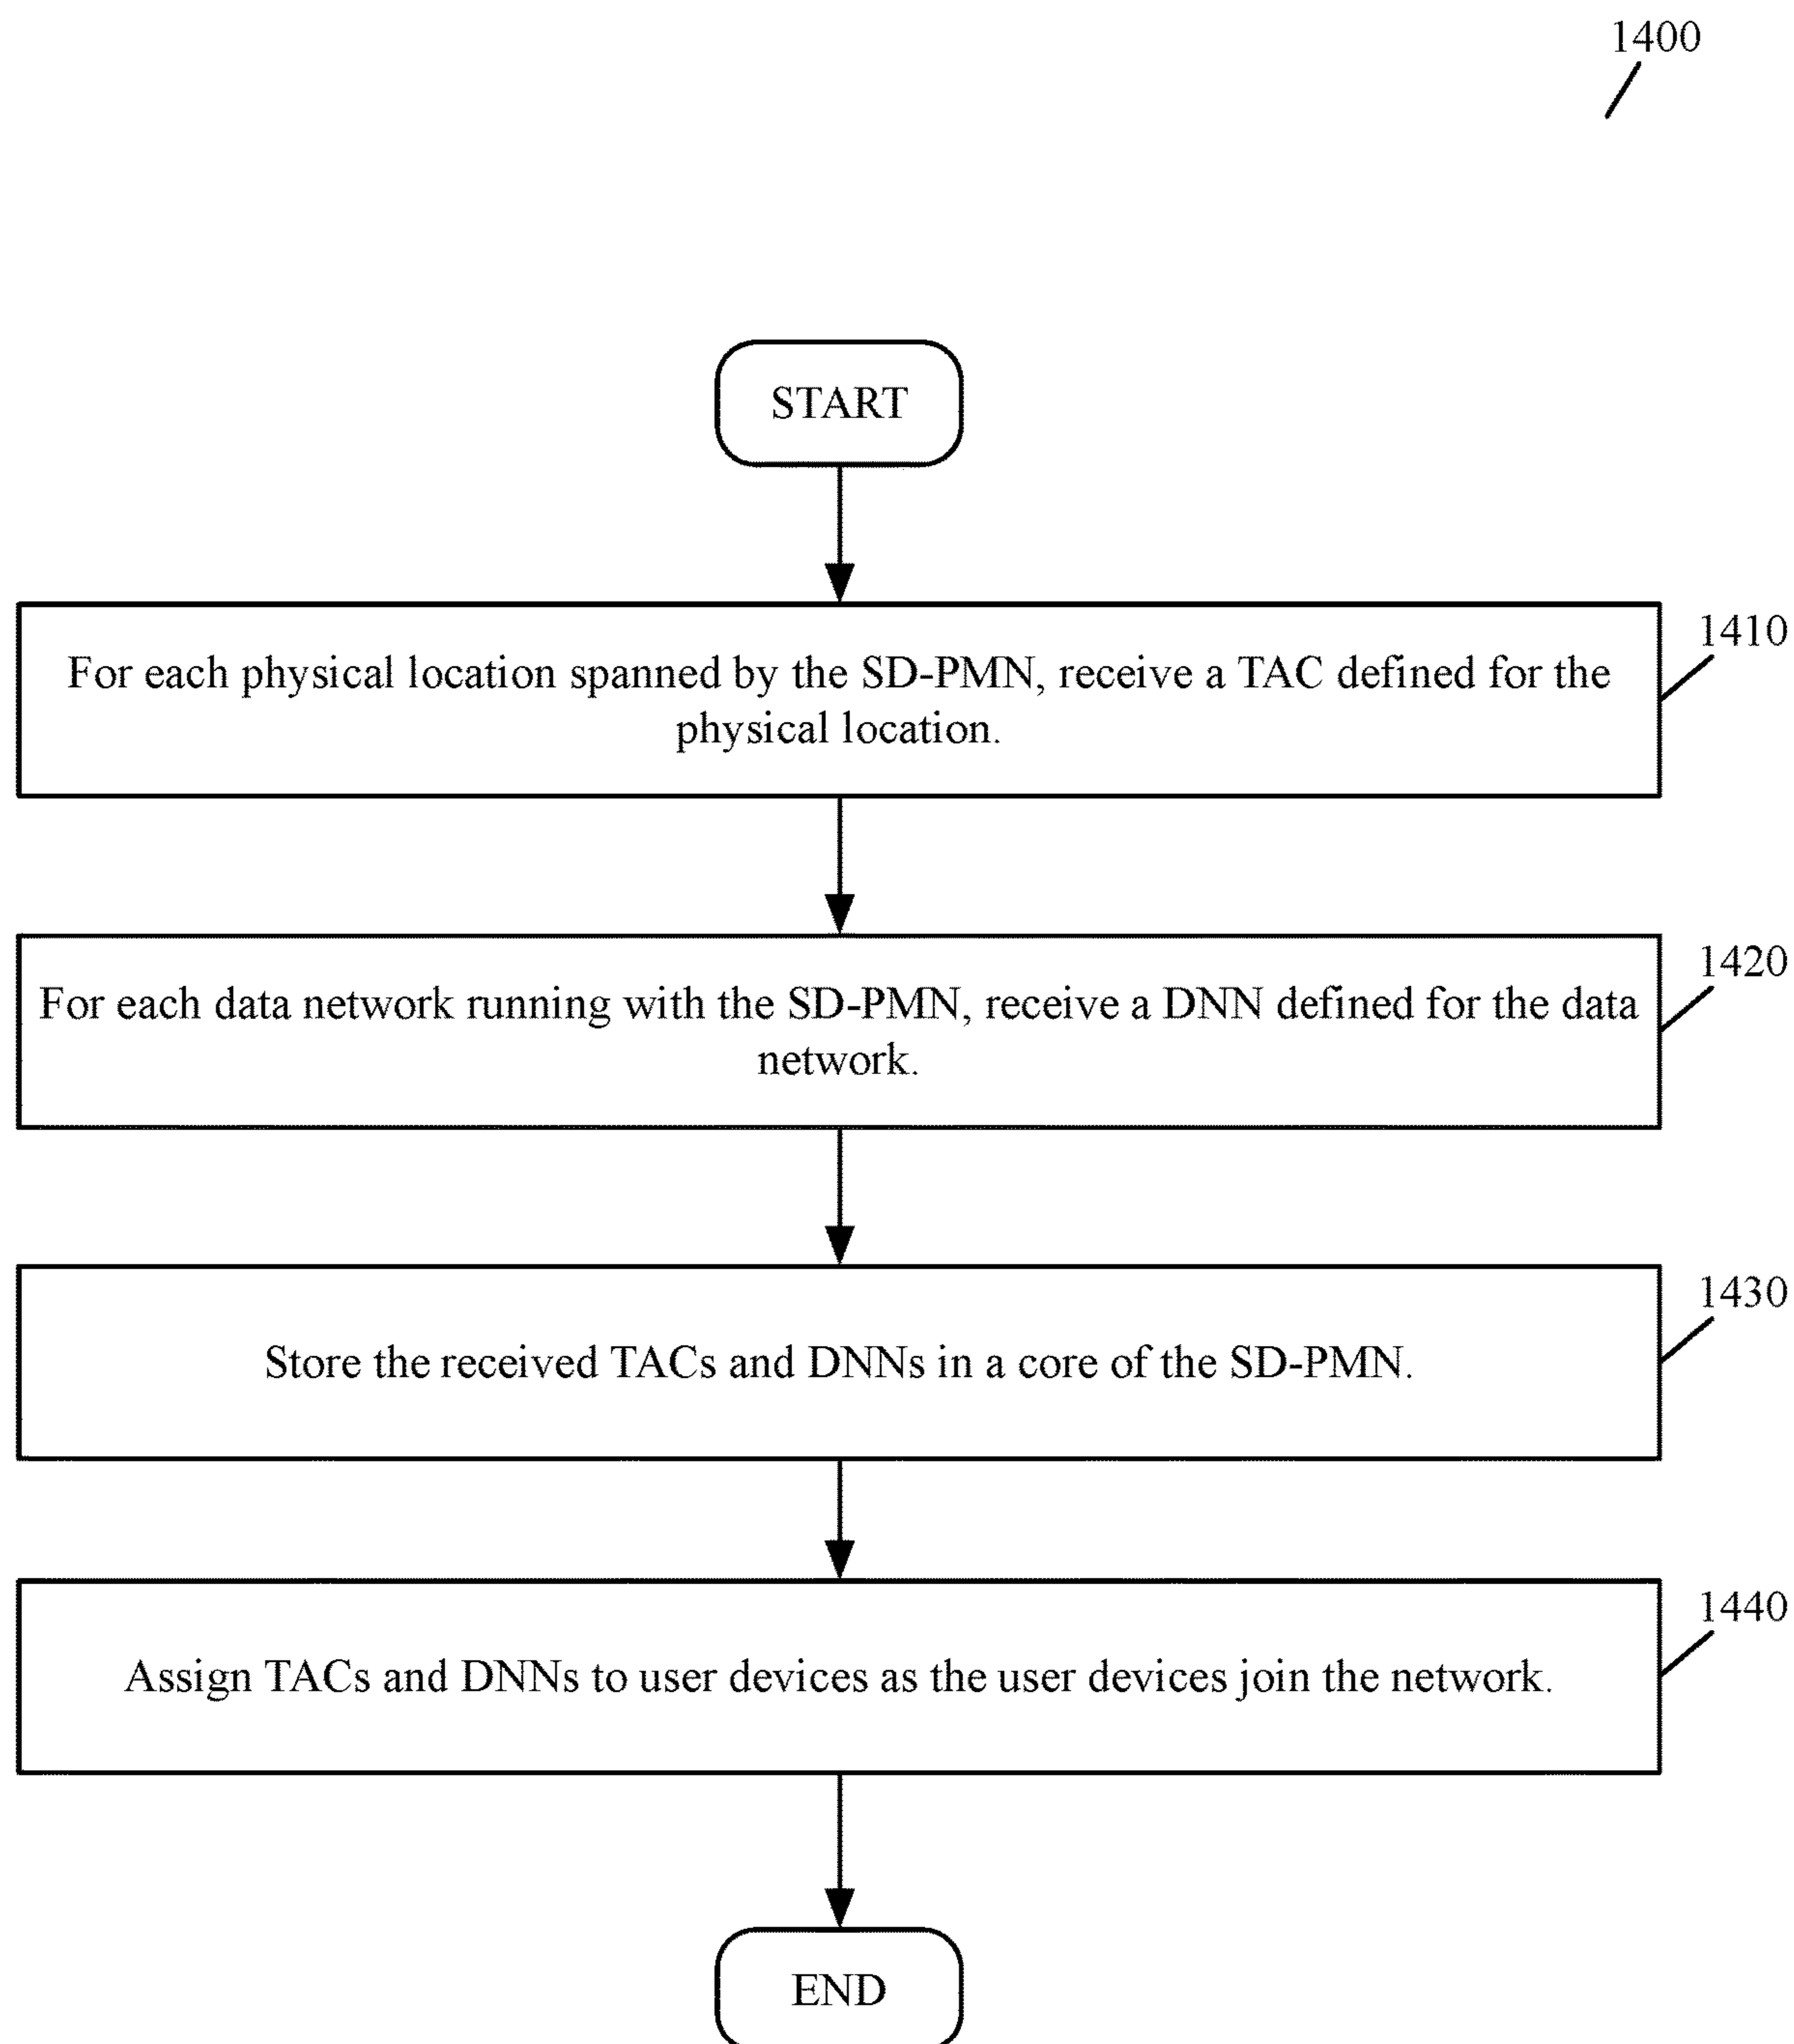 1400
START
For each physical location spanned by the SD-PMN, receive a TAC defined for the
physical location.
1410
For each data network running with the SD-PMN, receive a DNN defined for the data
network.
1420
Store the received TACs and DNNs in a core of the SD-PMN.
1430
Assign TACs and DNNs to user devices as the user devices join the network.
1440
END